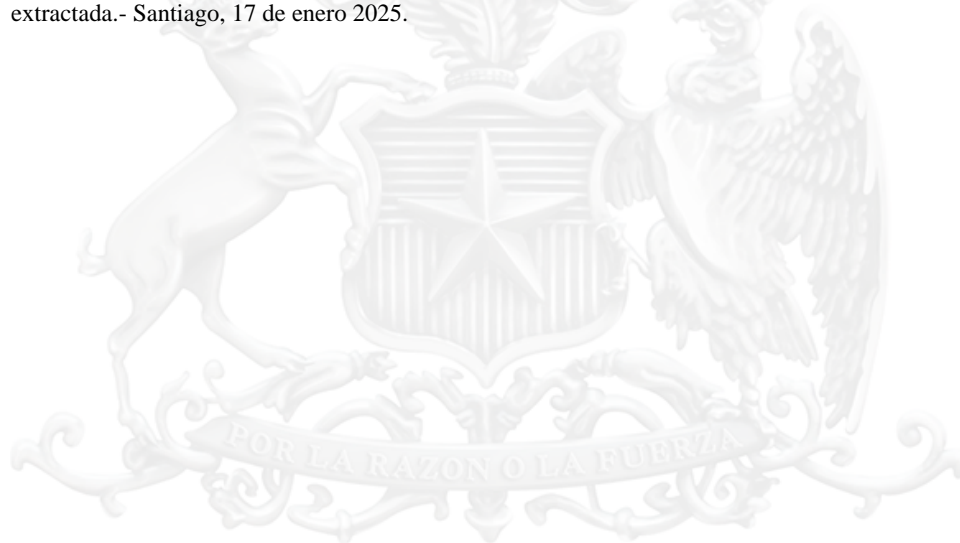 extractada.- Santiago, 17 de enero 2025.
POR LA RAZON O LA FUERZA